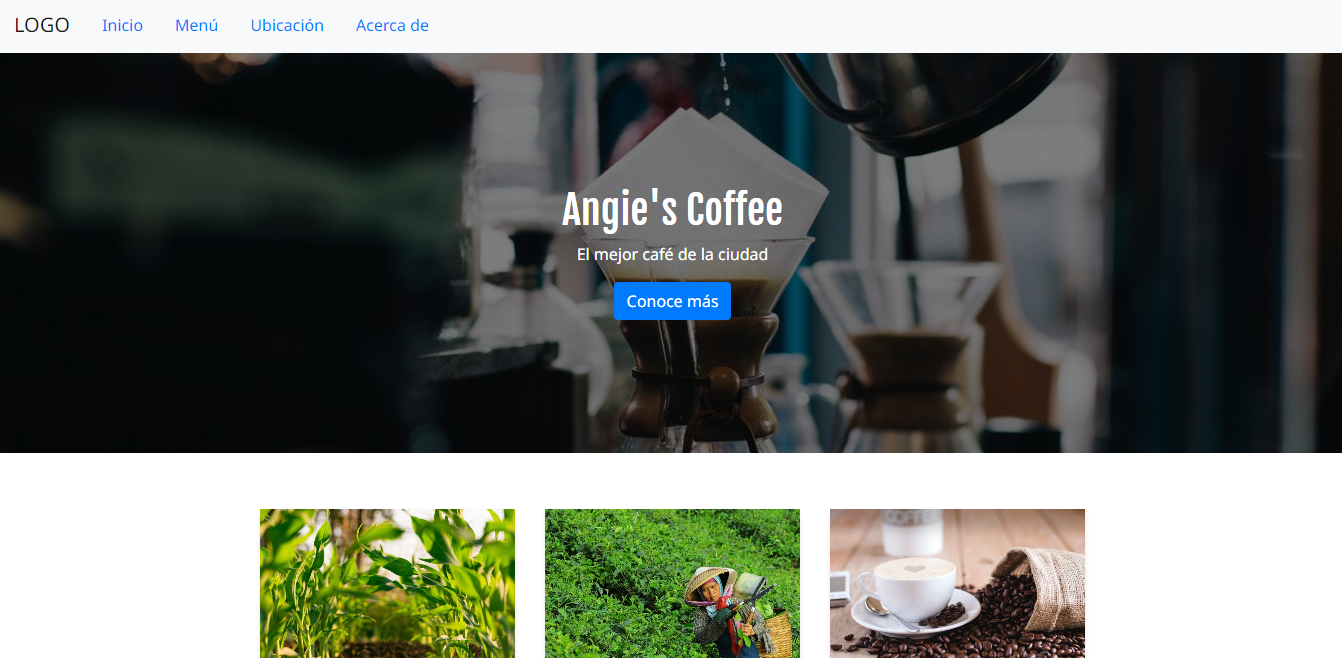 LOGO Inicio Menú Ubicación Acerca de
Angie's Coffee
El mejor café de la ciudad
Conoce más